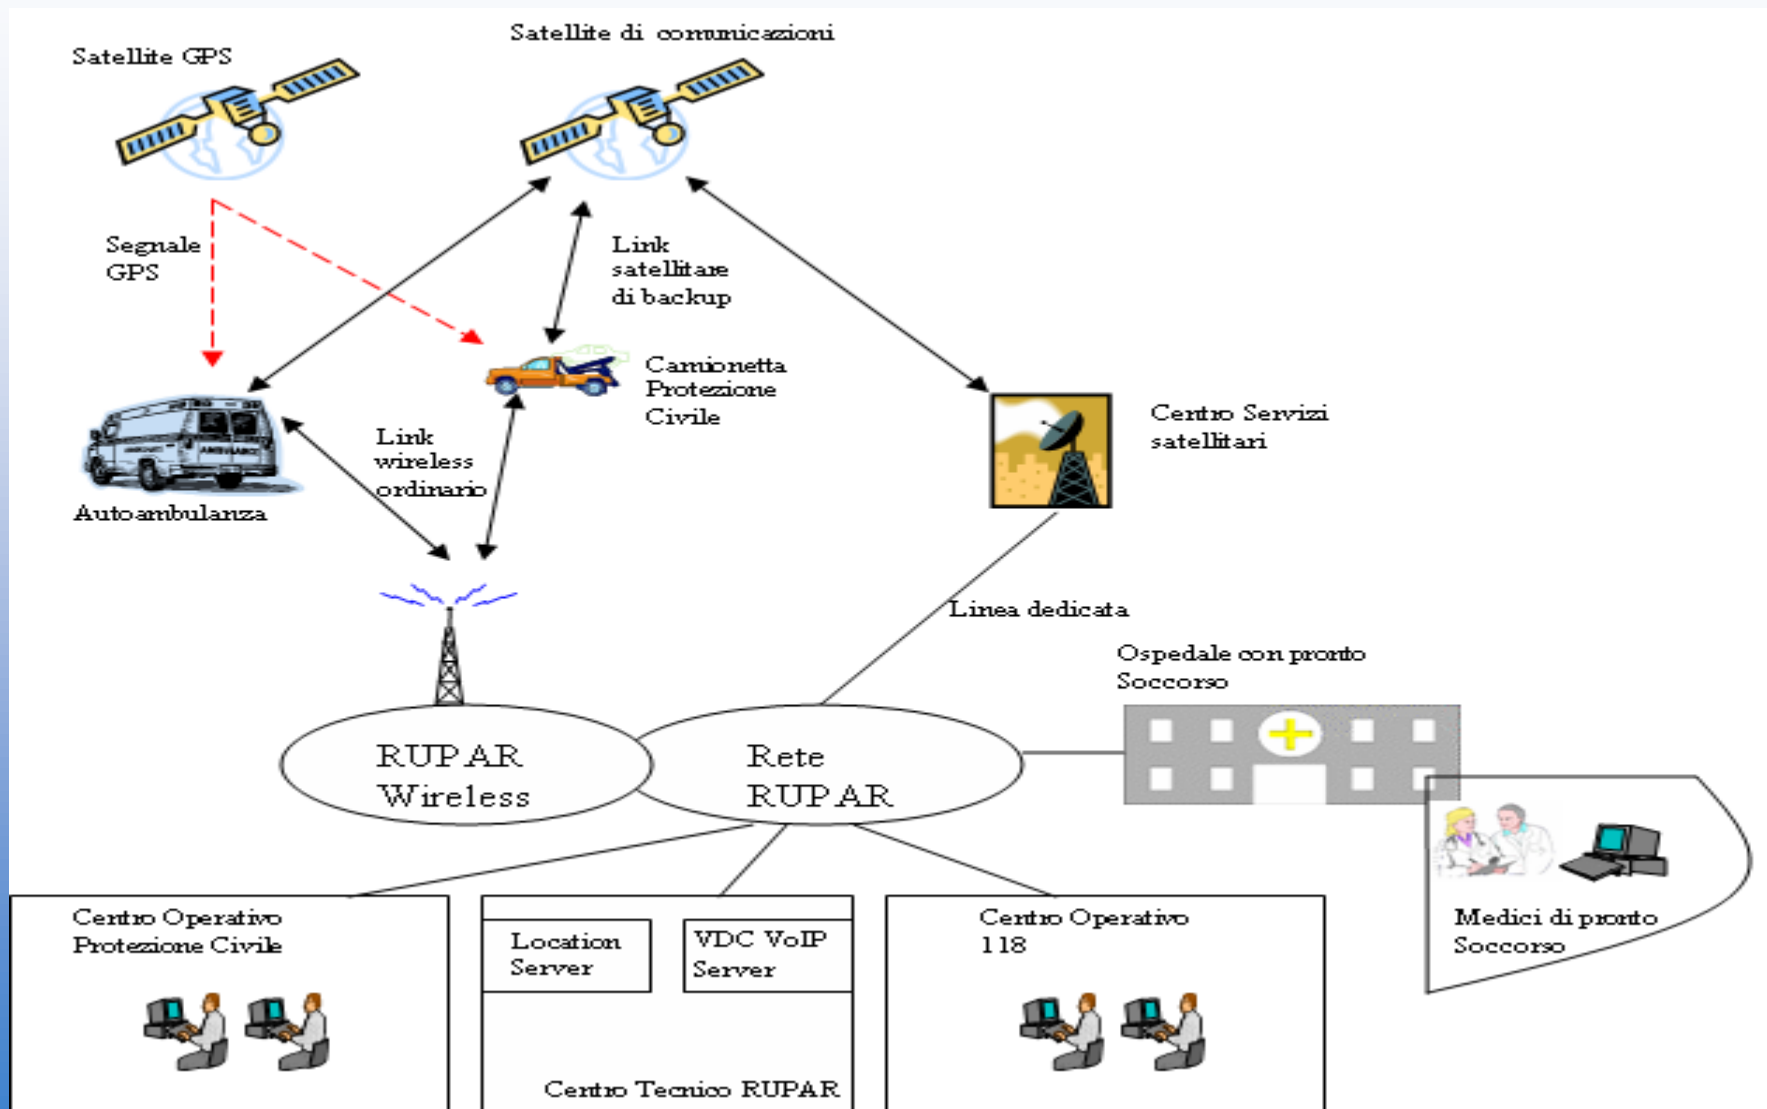 Satellite GPS
Satellite di comunicazioni
Segnale
GPS
Link
satellitare
di backup
Camionetta
Protezione
Civile
Link
wireless
ordinario
Autoambulanza
AMBULANCE
Centro Servizi
satellitari
Linea dedicata
Ospedale con pronto
Soccorso
RUPAR
Wireless
Rete
RUPAR
Centro Operativo
Protezione Civile
Location
Server
VDC VoIP
Server
Centro Tecnico RUPAR
Centro Operativo
118
Medici di pronto
Soccorso